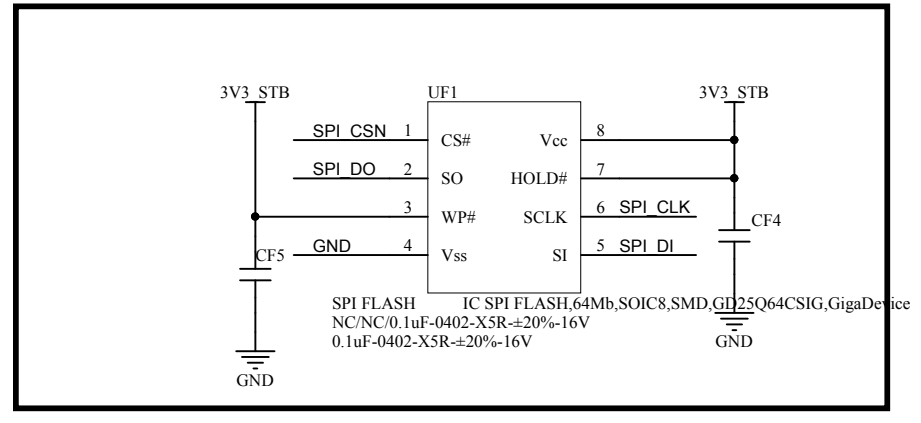 3V3_STB
UF1
3V3_STB
SPI_CSN 1 CS# Vcc 8
SPI_DO 2 SO HOLD# 7
3 WP# SCLK 6 SPI_CLK
CF4
GND 4 Vss SI 5 SPI_DI
CF5
SPI FLASH IC SPI FLASH,64Mb,SOIC8,SMD,GD25Q64CSIG,GigaDevice
NC/NC/0.1uF-0402-X5R-±20%-16V
0.1uF-0402-X5R-±20%-16V
GND
GND